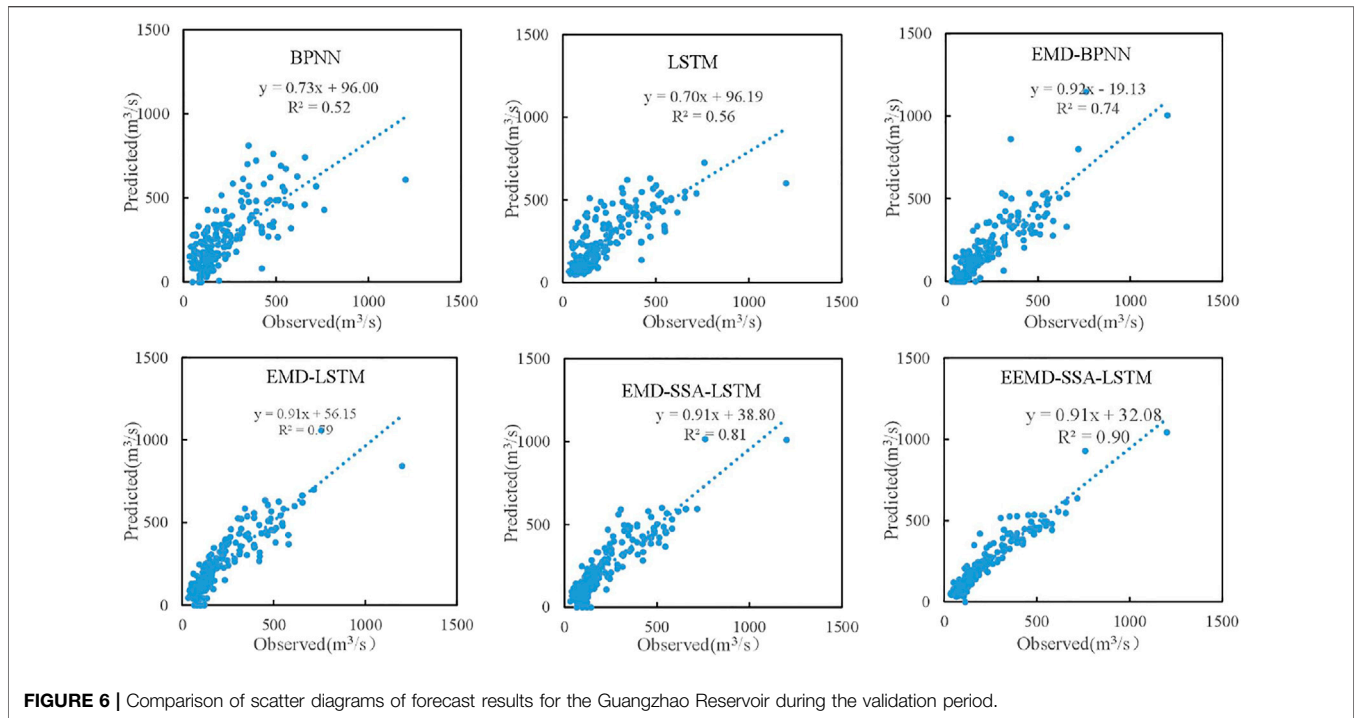 1500
BPNN
y = 0.73x + 96.00
R² = 0.52
1000
500
0
Predicted(m³/s)
0 500 1000 1500
Observed(m³/s)
1500
LSTM
y = 0.70x + 96.19
R² = 0.56
1000
500
0
Predicted(m³/s)
0 500 1000 1500
Observed(m³/s)
1500
EMD-BPNN
y = 0.92x - 19.13
R² = 0.74
1000
500
0
Predicted(m³/s)
0 500 1000 1500
Observed(m³/s)
1500
EMD-LSTM
y = 0.91x + 56.15
R² = 0.79
1000
500
0
Predicted(m³/s)
0 500 1000 1500
Observed(m³/s）
1500
EMD-SSA-LSTM
y = 0.91x + 38.80
R² = 0.81
1000
500
0
Predicted(m³/s)
0 500 1000 1500
Observed(m³/s）
1500
EEMD-SSA-LSTM
y = 0.91x + 32.08
R² = 0.90
1000
500
0
Predicted(m³/s)
0 500 1000 1500
Observed(m³/s）
FIGURE 6 | Comparison of scatter diagrams of forecast results for the Guangzhao Reservoir during the validation period.